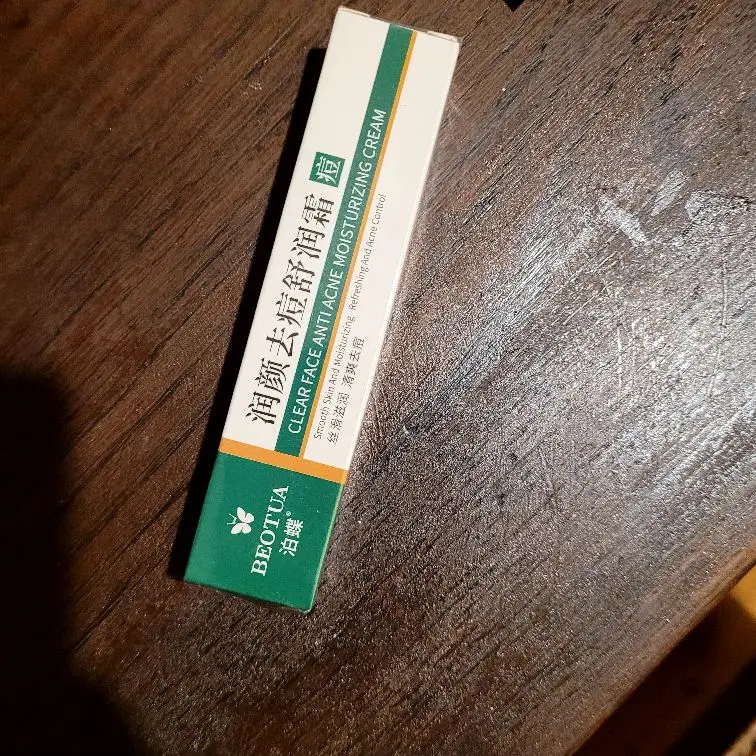 润颜去痘舒润霜 痘
CLEAR FACE ANTI ACNE MOISTURIZING CREAM
Smooth Skin And Moisturizing Refreshing And Acne Control
丝滑滋润 清爽去痘
BEOTUA
泊蝶®